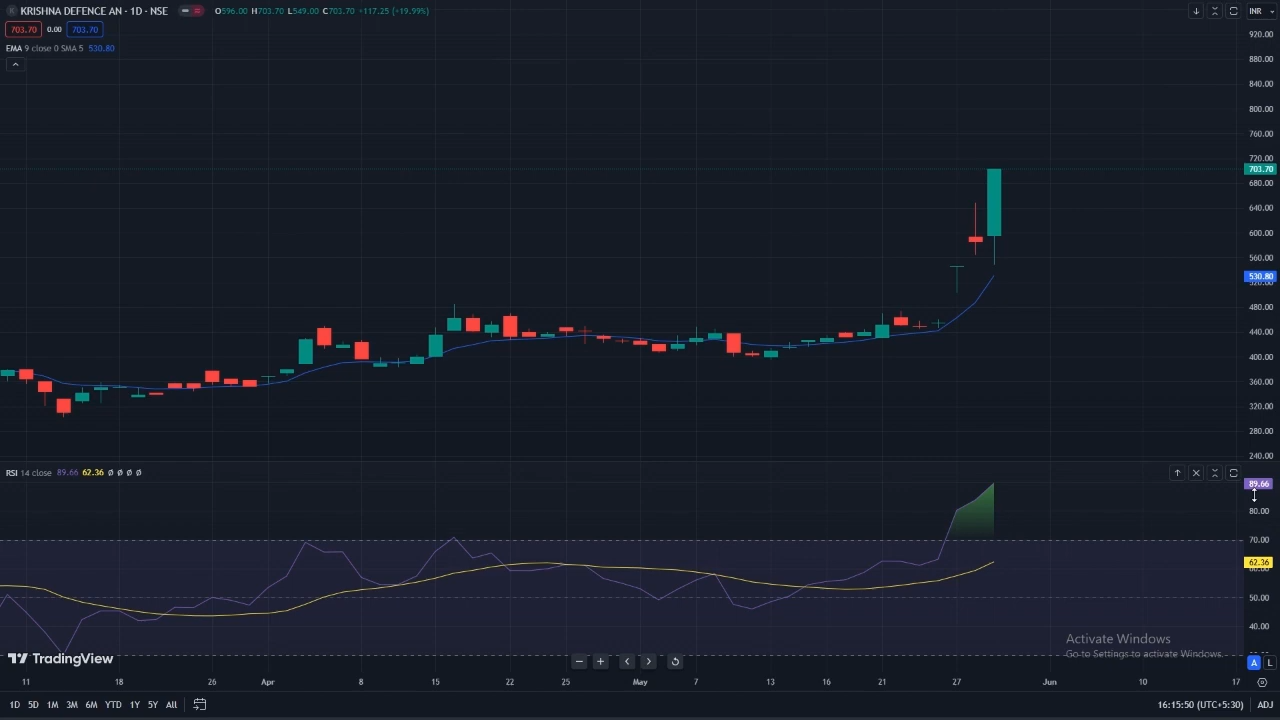 KRISHNA DEFENCE AN · 1D · NSE O596.00 H703.70 L549.00 C703.70 +117.25 (+19.99%) INR
703.70 0.00 703.70
EMA 9 close 0 SMA 5 530.80
920.00
880.00
840.00
800.00
760.00
720.00
703.70
680.00
640.00
600.00
560.00
530.80
480.00
440.00
400.00
360.00
320.00
280.00
240.00
RSI 14 close 89.66 62.36 Ø Ø Ø Ø
89.66
80.00
70.00
62.36
50.00
40.00
Activate Windows
Go to Settings to activate Windows.
TradingView
A L
11 18 26 Apr 8 15 22 25 May 7 13 16 21 27 Jun 10 17
1D 5D 1M 3M 6M YTD 1Y 5Y All 16:15:50 (UTC+5:30) ADJ